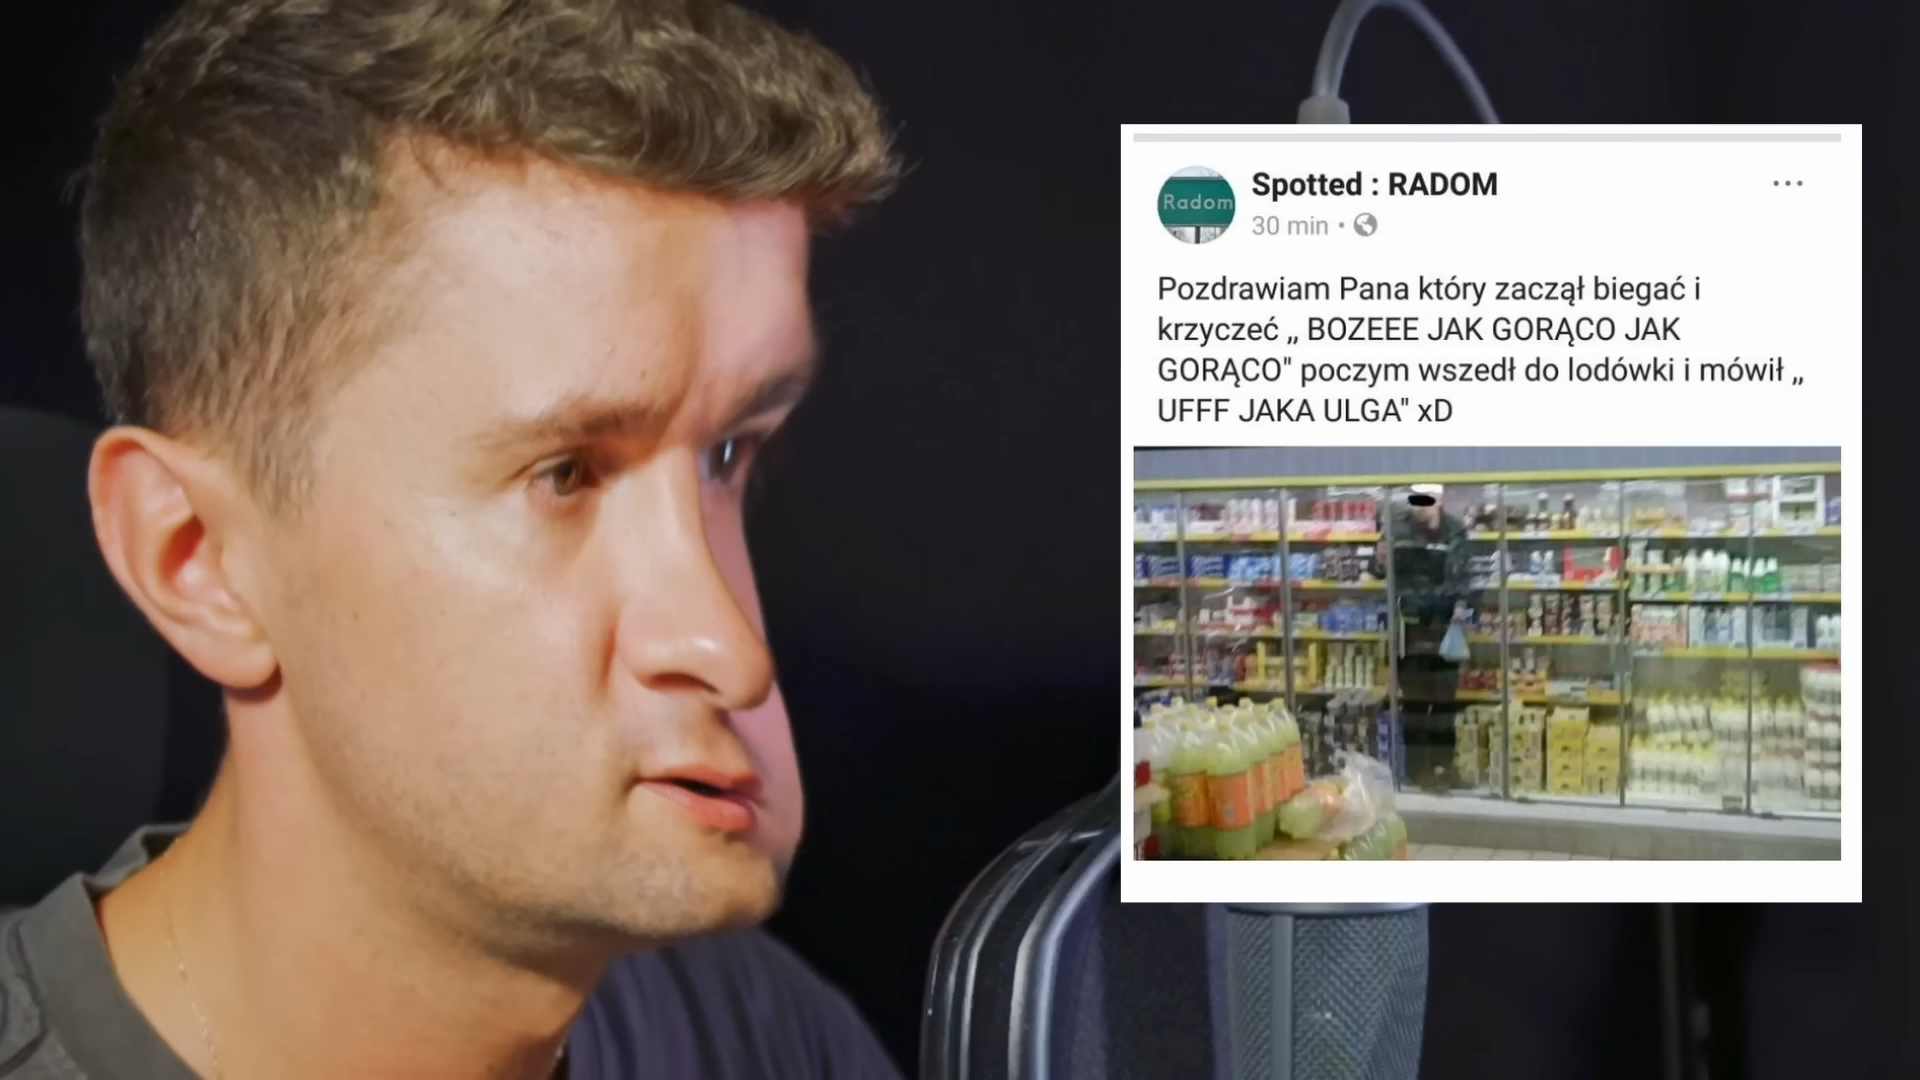 Radom
Spotted : RADOM
30 min •
Pozdrawiam Pana który zaczął biegać i
krzyczeć „ BOZEEE JAK GORĄCO JAK
GORĄCO" poczym wszedł do lodówki i mówił „
UFFF JAKA ULGA" xD